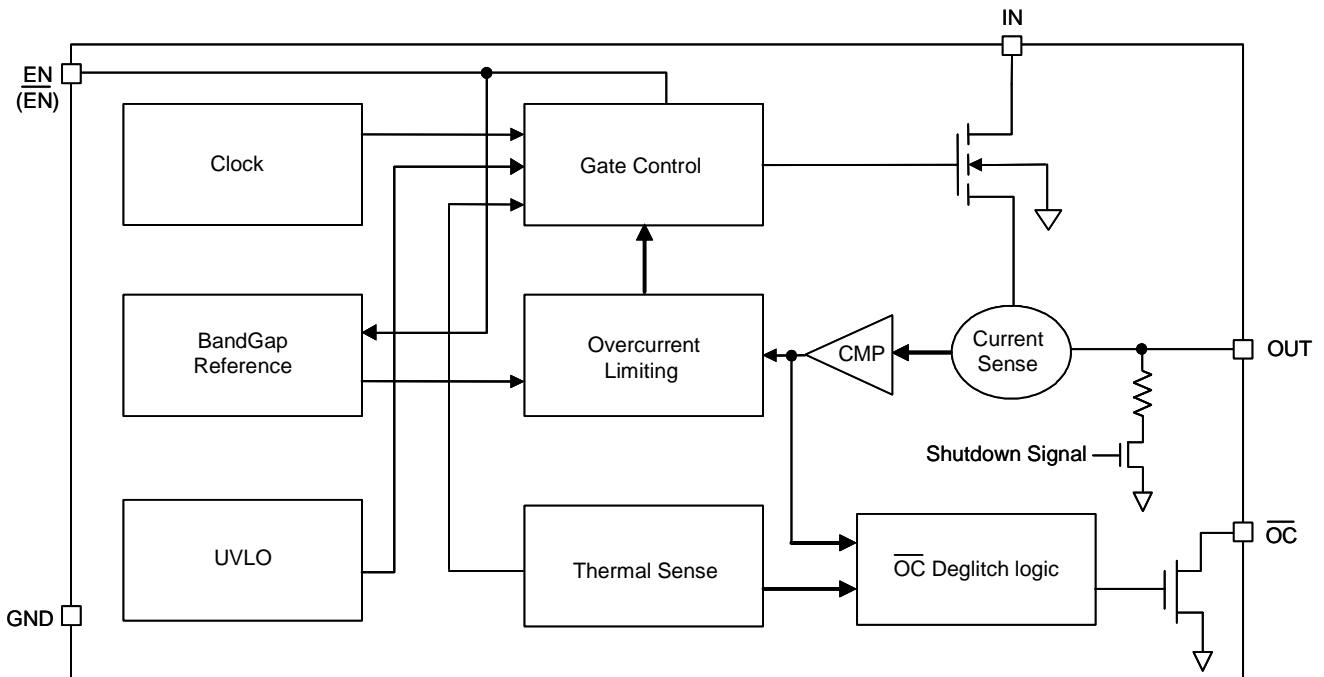 IN
EN
(EN)
Clock
Gate Control
BandGap
Reference
Overcurrent
Limiting
CMP
Current
Sense
OUT
Shutdown Signal
UVLO
Thermal Sense
OC Deglitch logic
OC
GND